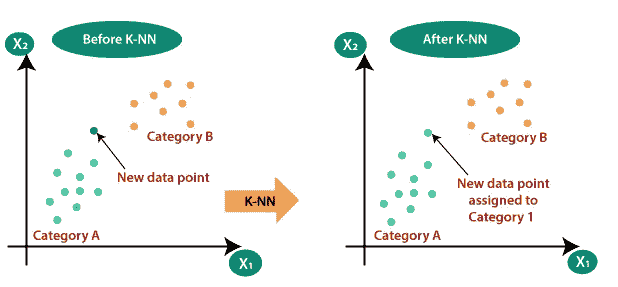 Before K-NN
X₂
Category B
New data point
Category A
X₁
K-NN
After K-NN
X₂
Category B
New data point
assigned to
Category 1
Category A
X₁